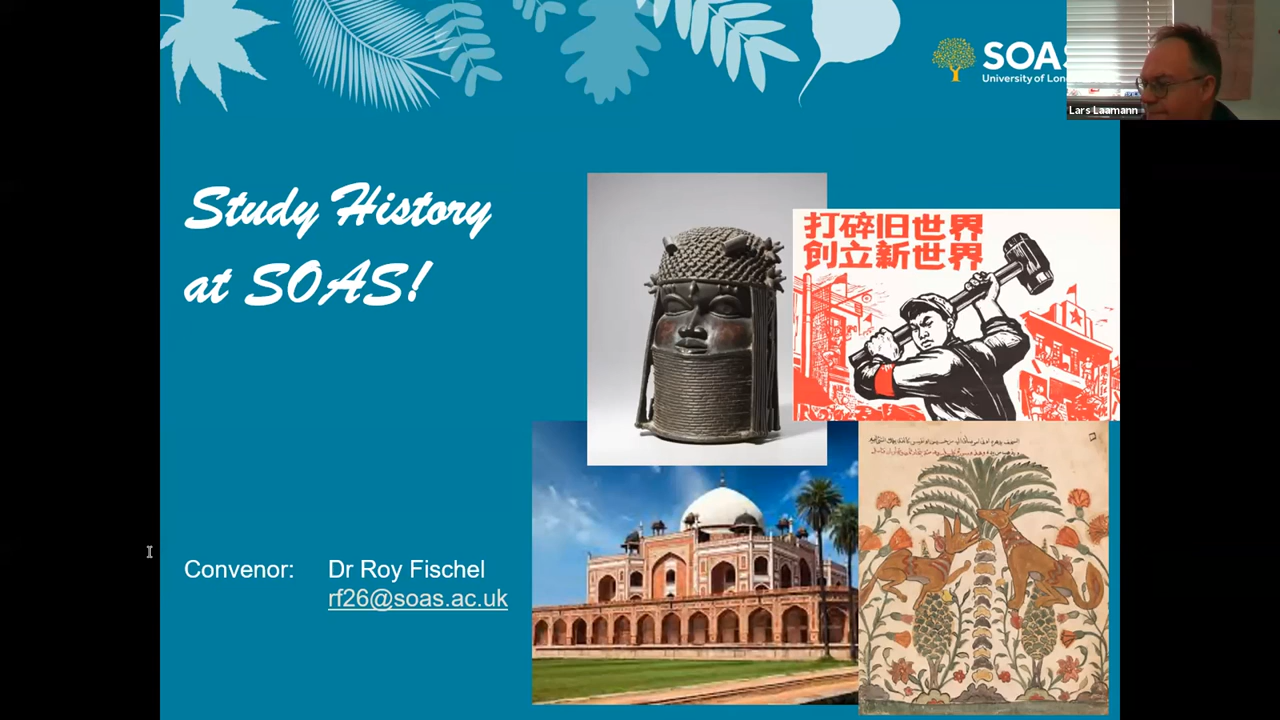 SOAS
University of Lon
Lars Laamann
Study History
at SOAS!
打碎旧世界
創立新世界
Convenor: Dr Roy Fischel
rf26@soas.ac.uk